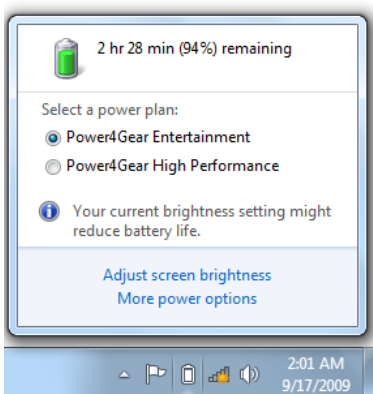 2 hr 28 min (94%) remaining
Select a power plan:
Power4Gear Entertainment
Power4Gear High Performance
Your current brightness setting might
reduce battery life.
Adjust screen brightness
More power options
2:01 AM
9/17/2009